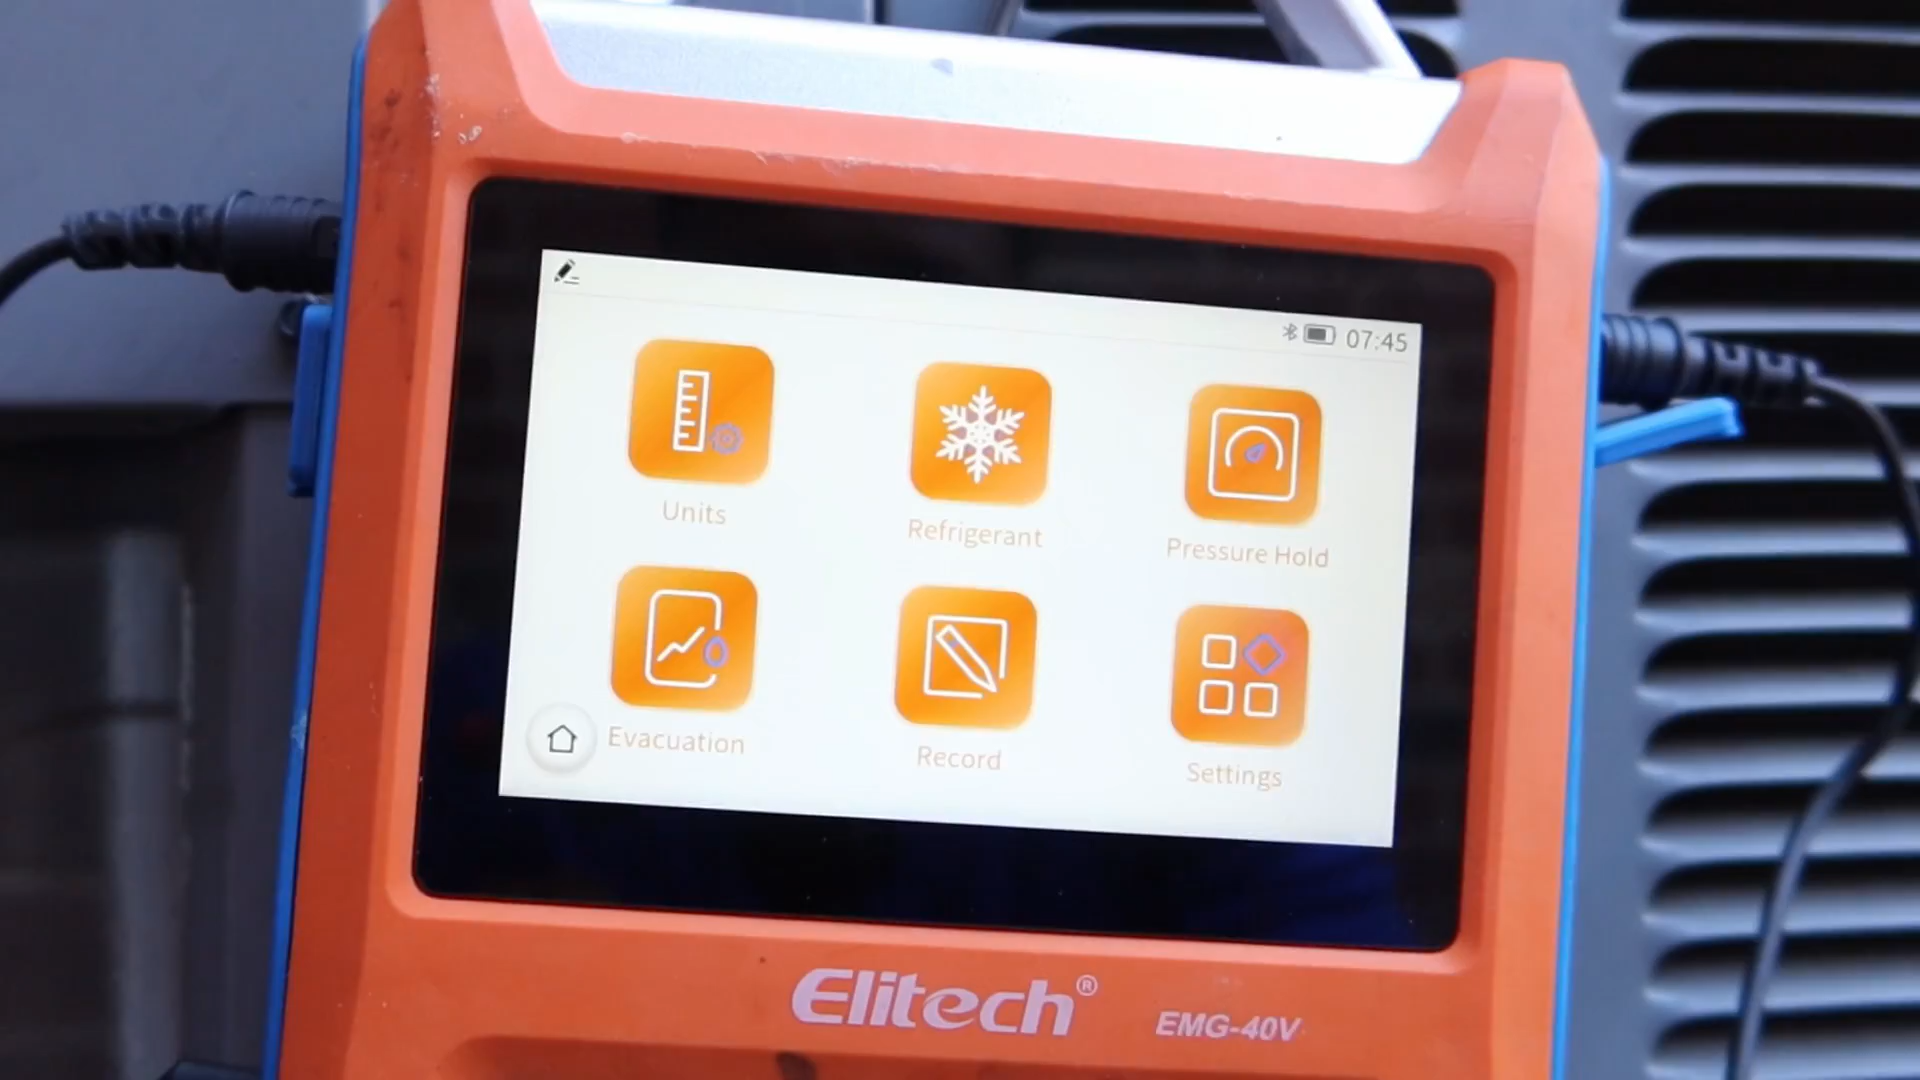 07:45
Units
Refrigerant
Pressure Hold
Evacuation
Record
Settings
Elitech®
EMG-40V